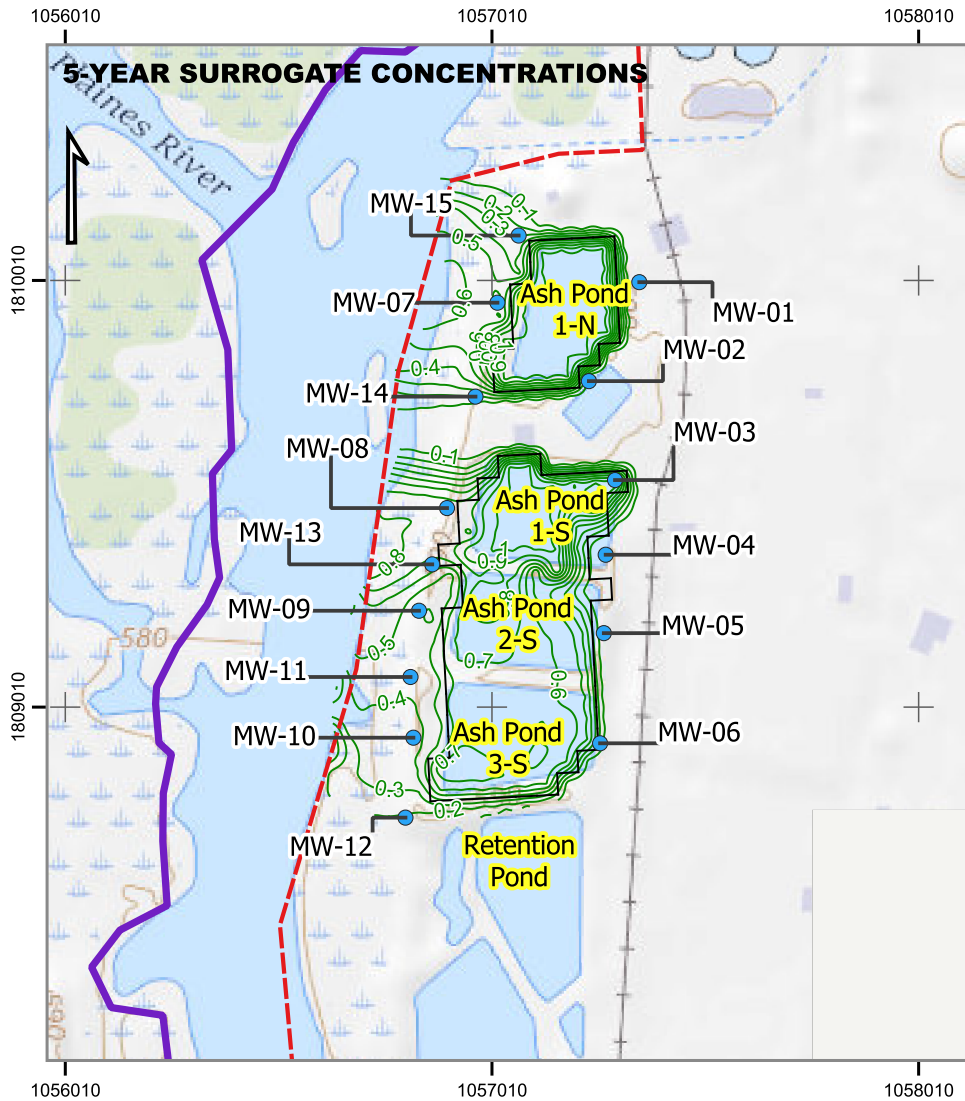 1056010
1057010
1058010
5-YEAR SURROGATE CONCENTRATIONS
Plaines River
MW-15
0.1
0.2
0.3
0.5
1810010
MW-07
0.6
Ash Pond
1-N
MW-01
MW-02
0.4
MW-14
MW-03
MW-08
0.1
Ash Pond
1-S
MW-13
MW-04
0.8
0.9
MW-09
Ash Pond
2-S
MW-05
580
0.5
0.7
MW-11
0.4
1809010
MW-10
Ash Pond
3-S
MW-06
0.3
0.2
MW-12
Retention
Pond
1056010
1057010
1058010